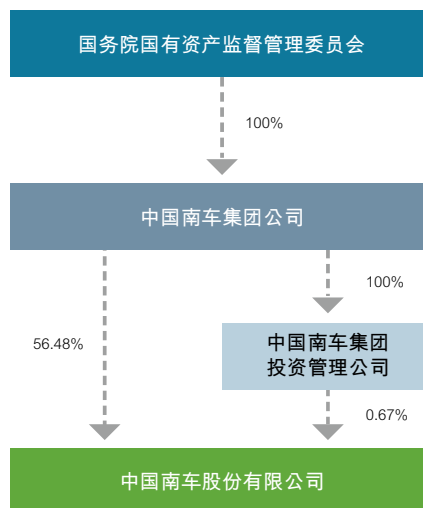 国务院国有资产监督管理委员会
100%
中国南车集团公司
100%
56.48%
中国南车集团
投资管理公司
0.67%
中国南车股份有限公司